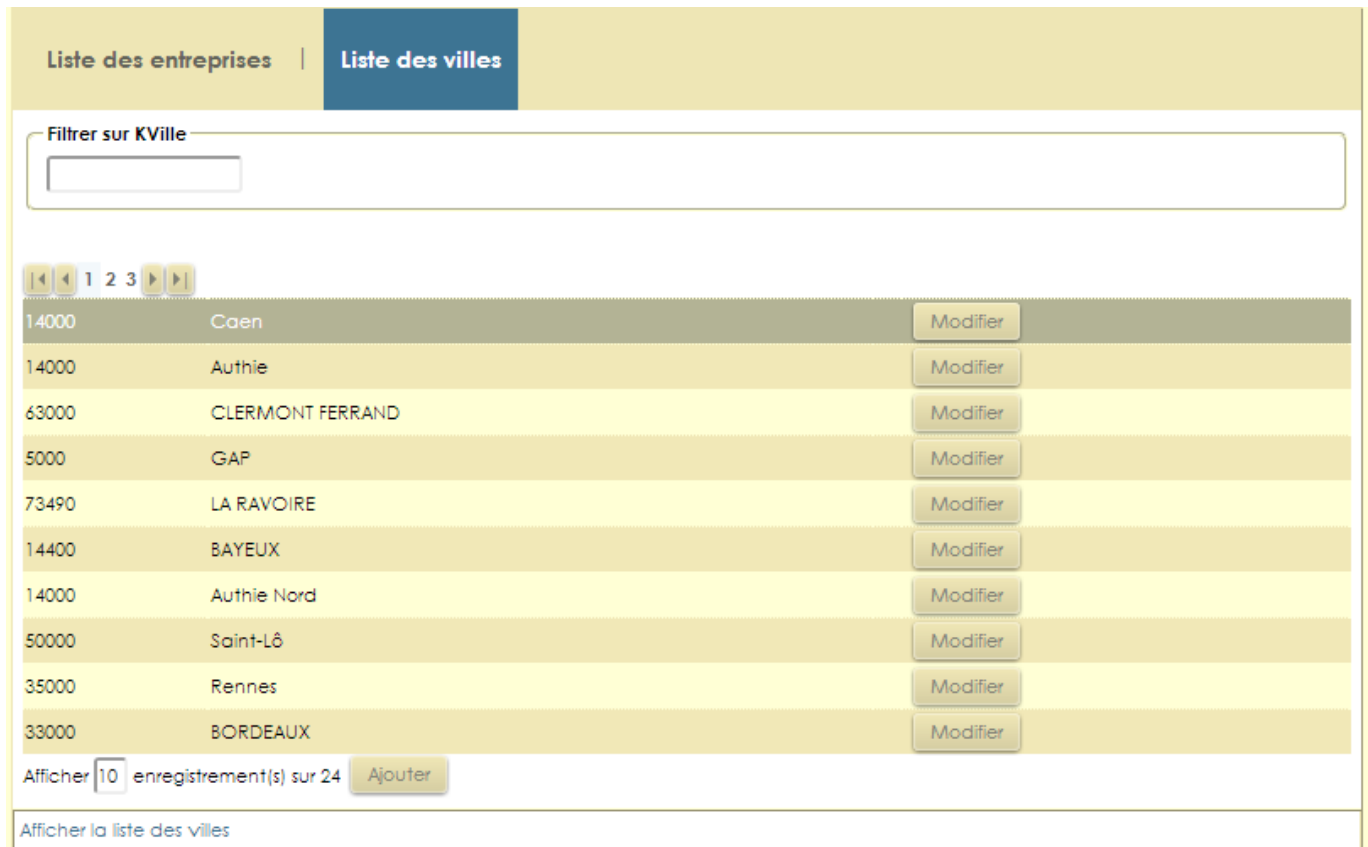 Liste des entreprises | Liste des villes
Filtrer sur KVille
1 2 3
14000 Caen Modifier
14000 Authie Modifier
63000 CLERMONT FERRAND Modifier
5000 GAP Modifier
73490 LA RAVOIRE Modifier
14400 BAYEUX Modifier
14000 Authie Nord Modifier
50000 Saint-Lô Modifier
35000 Rennes Modifier
33000 BORDEAUX Modifier
Afficher 10 enregistrement(s) sur 24 Ajouter
Afficher la liste des villes